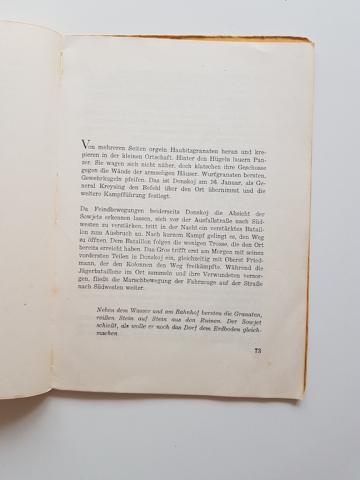 Von mehreren Seiten orgeln Haubitzgranaten heran und kre-
pieren in der kleinen Ortschaft. Hinter den Hügeln lauern Pan-
zer. Sie wagen sich nicht näher, doch klatschen ihre Geschosse
gegen die Wände der armseligen Häuser. Wurfgranaten bersten,
Gewehrkugeln pfeifen. Das ist Donskoj am 26. Januar, als
General Kreysing den Befehl über den Ort übernimmt und die
weitere Kampfführung festlegt.
Da Feindbewegungen beiderseits Donskoj die Absicht der
Sowjets erkennen lassen, sich vor der Ausfallstraße nach Süd-
westen zu verstärken, tritt in der Nacht ein verstärktes Batail-
lon zum Ausbruch an. Nach kurzem Kampf gelingt es, den Weg
zu öffnen. Dem Bataillon folgen die wenigen Trosse, die den Ort
bereits erreicht haben. Das Gros trifft erst am Morgen mit seinen
vordersten Teilen in Donskoj ein, gleichzeitig mit Oberst Fried-
mann, der den Kolonnen den Weg freikämpfte. Während die
Jägerbataillone im Ort sammeln und ihre Verwundeten versor-
gen, fließt die Marschbewegung der Fahrzeuge auf der Straße
nach Südwesten weiter.
Neben dem Wasser und am Bahnhof bersten die Granaten,
reißen Stein auf Stein aus den Ruinen. Der Sowjet
schießt, als wolle er noch das Dorf dem Erdboden gleich-
machen.
73